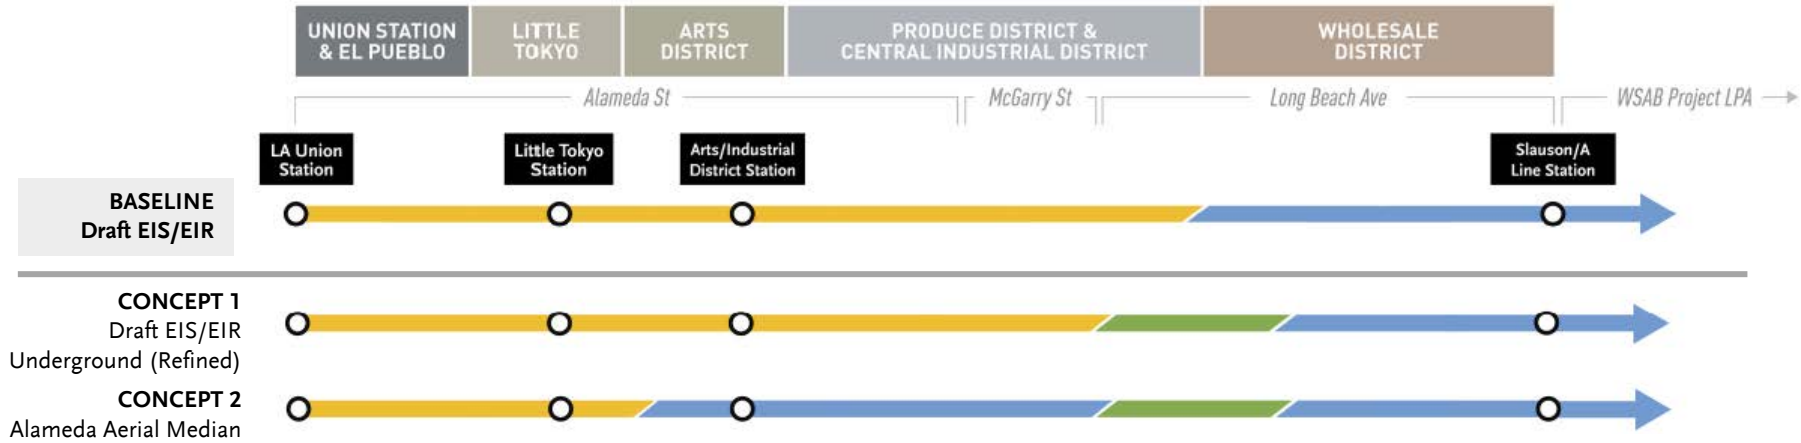 UNION STATION
& EL PUEBLO
LITTLE
TOKYO
ARTS
DISTRICT
PRODUCE DISTRICT &
CENTRAL INDUSTRIAL DISTRICT
WHOLESALE
DISTRICT
Alameda St
McGarry St
Long Beach Ave
WSAB Project LPA
LA Union
Station
Little Tokyo
Station
Arts/Industrial
District Station
Slauson/A
Line Station
BASELINE
Draft EIS/EIR
CONCEPT 1
Draft EIS/EIR
Underground (Refined)
CONCEPT 2
Alameda Aerial Median